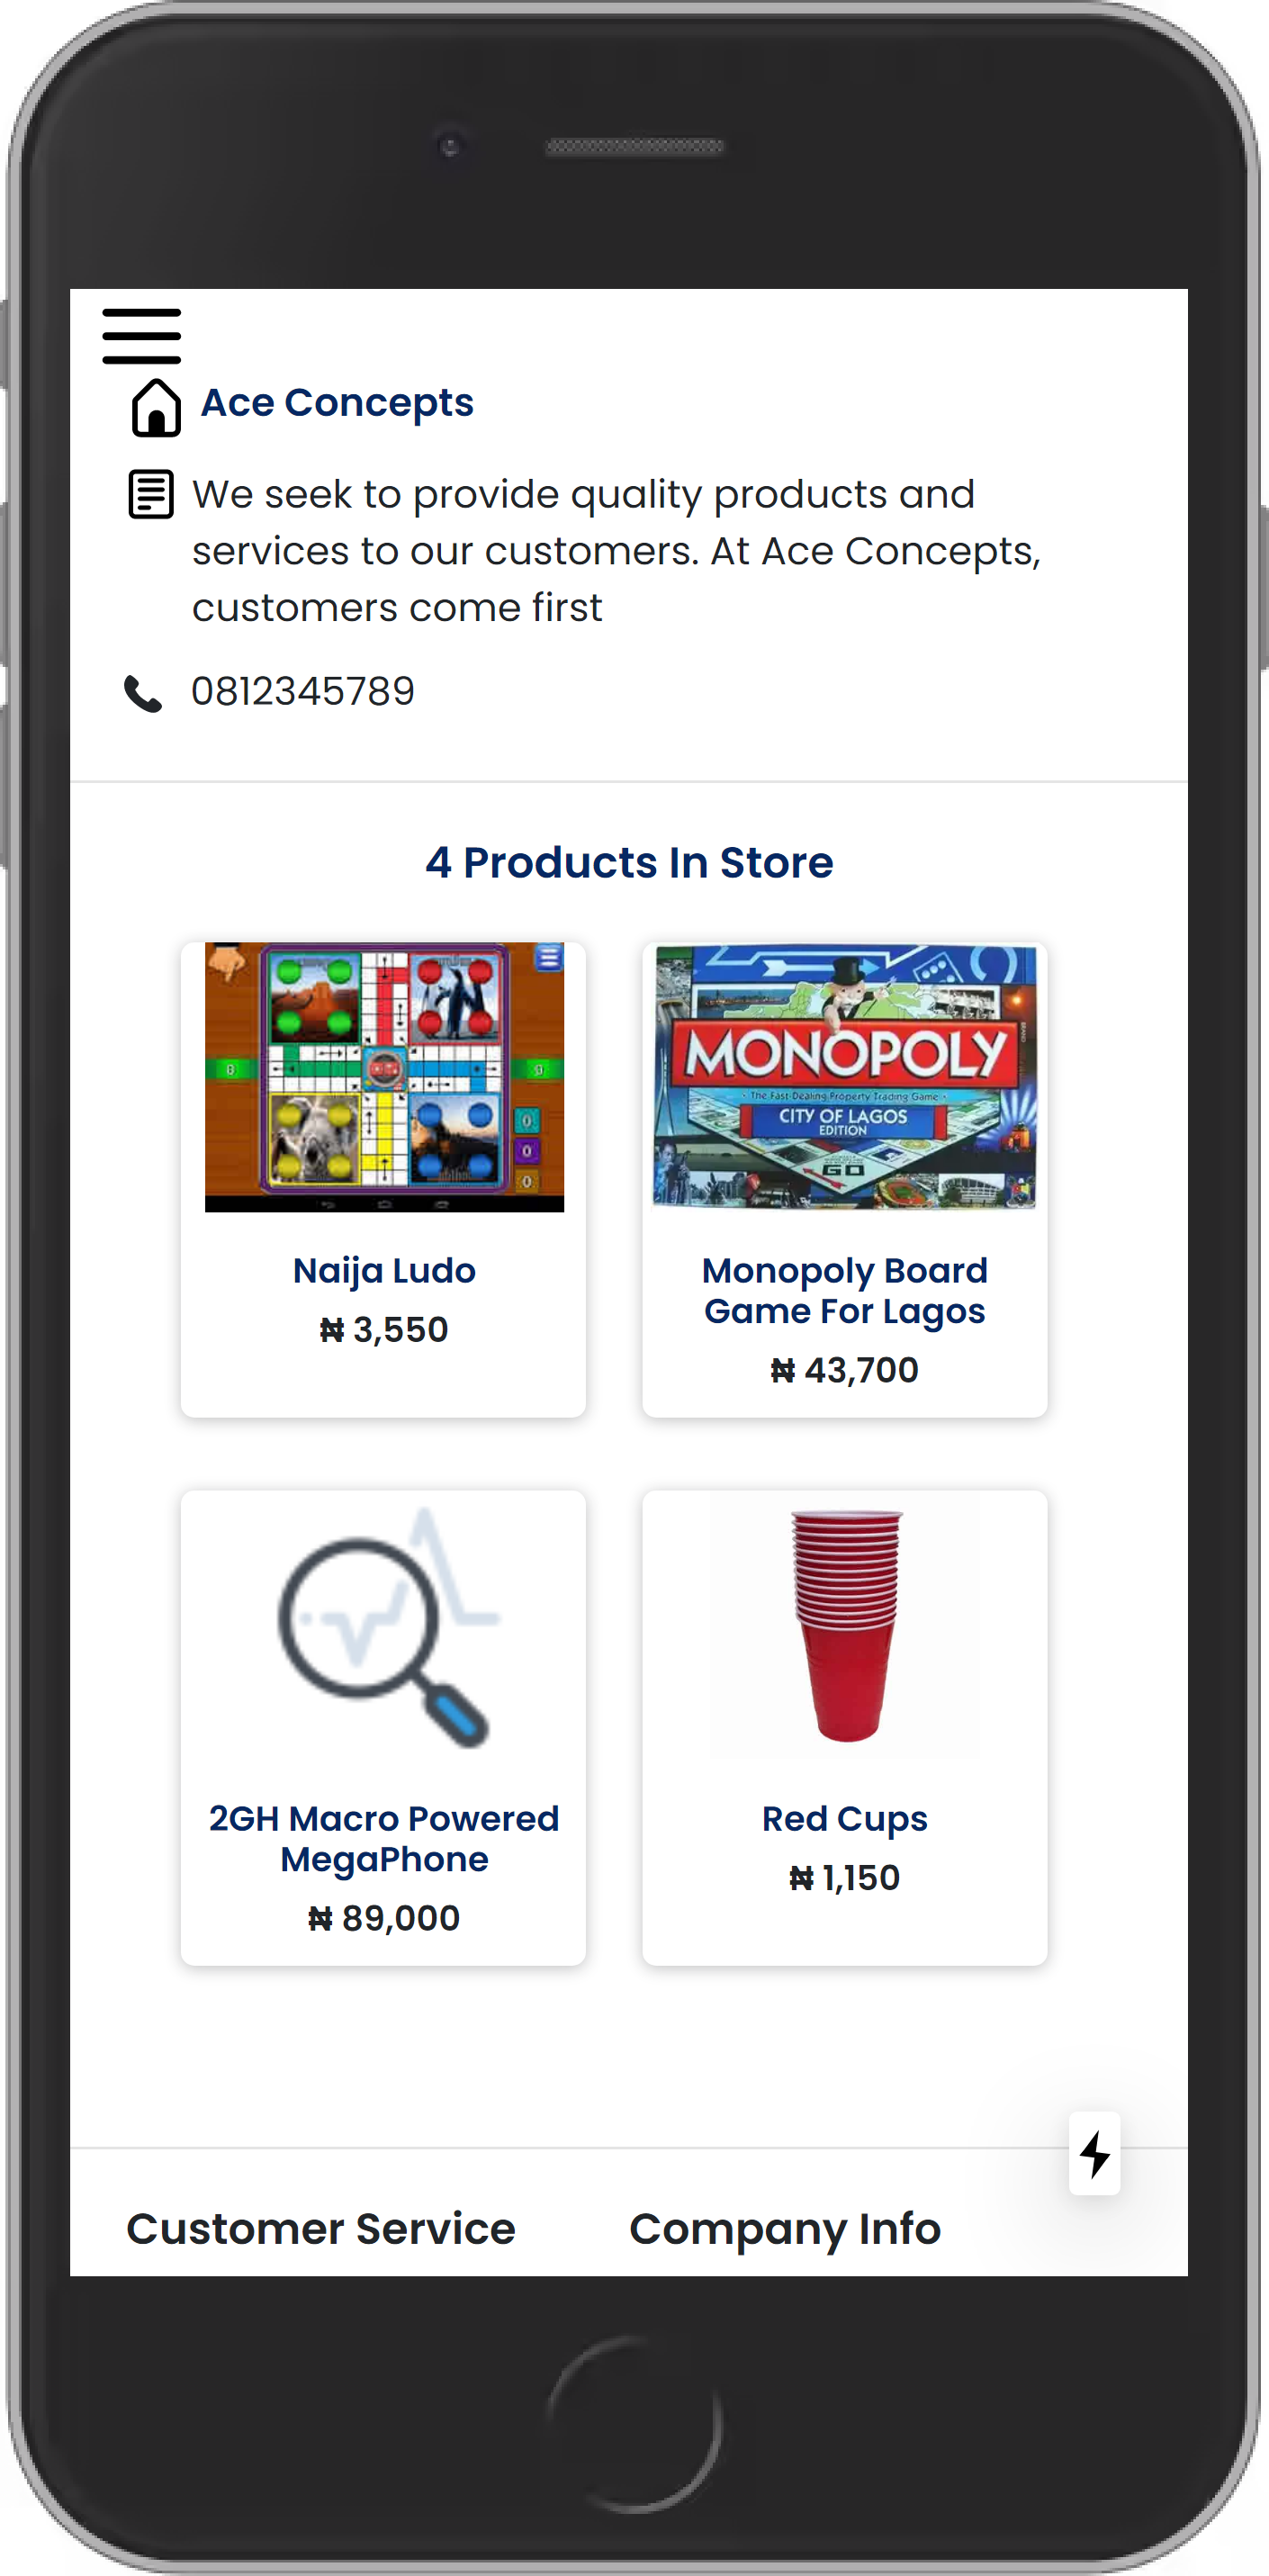 Ace Concepts
We seek to provide quality products and
services to our customers. At Ace Concepts,
customers come first
0812345789
4 Products In Store
MONOPOLY
The Fast-Dealing Property Trading Game
CITY OF LAGOS
EDITION
GO
0
0
0
Naija Ludo
₦ 3,550
Monopoly Board
Game For Lagos
₦ 43,700
2GH Macro Powered
MegaPhone
₦ 89,000
Red Cups
₦ 1,150
Customer Service
Company Info